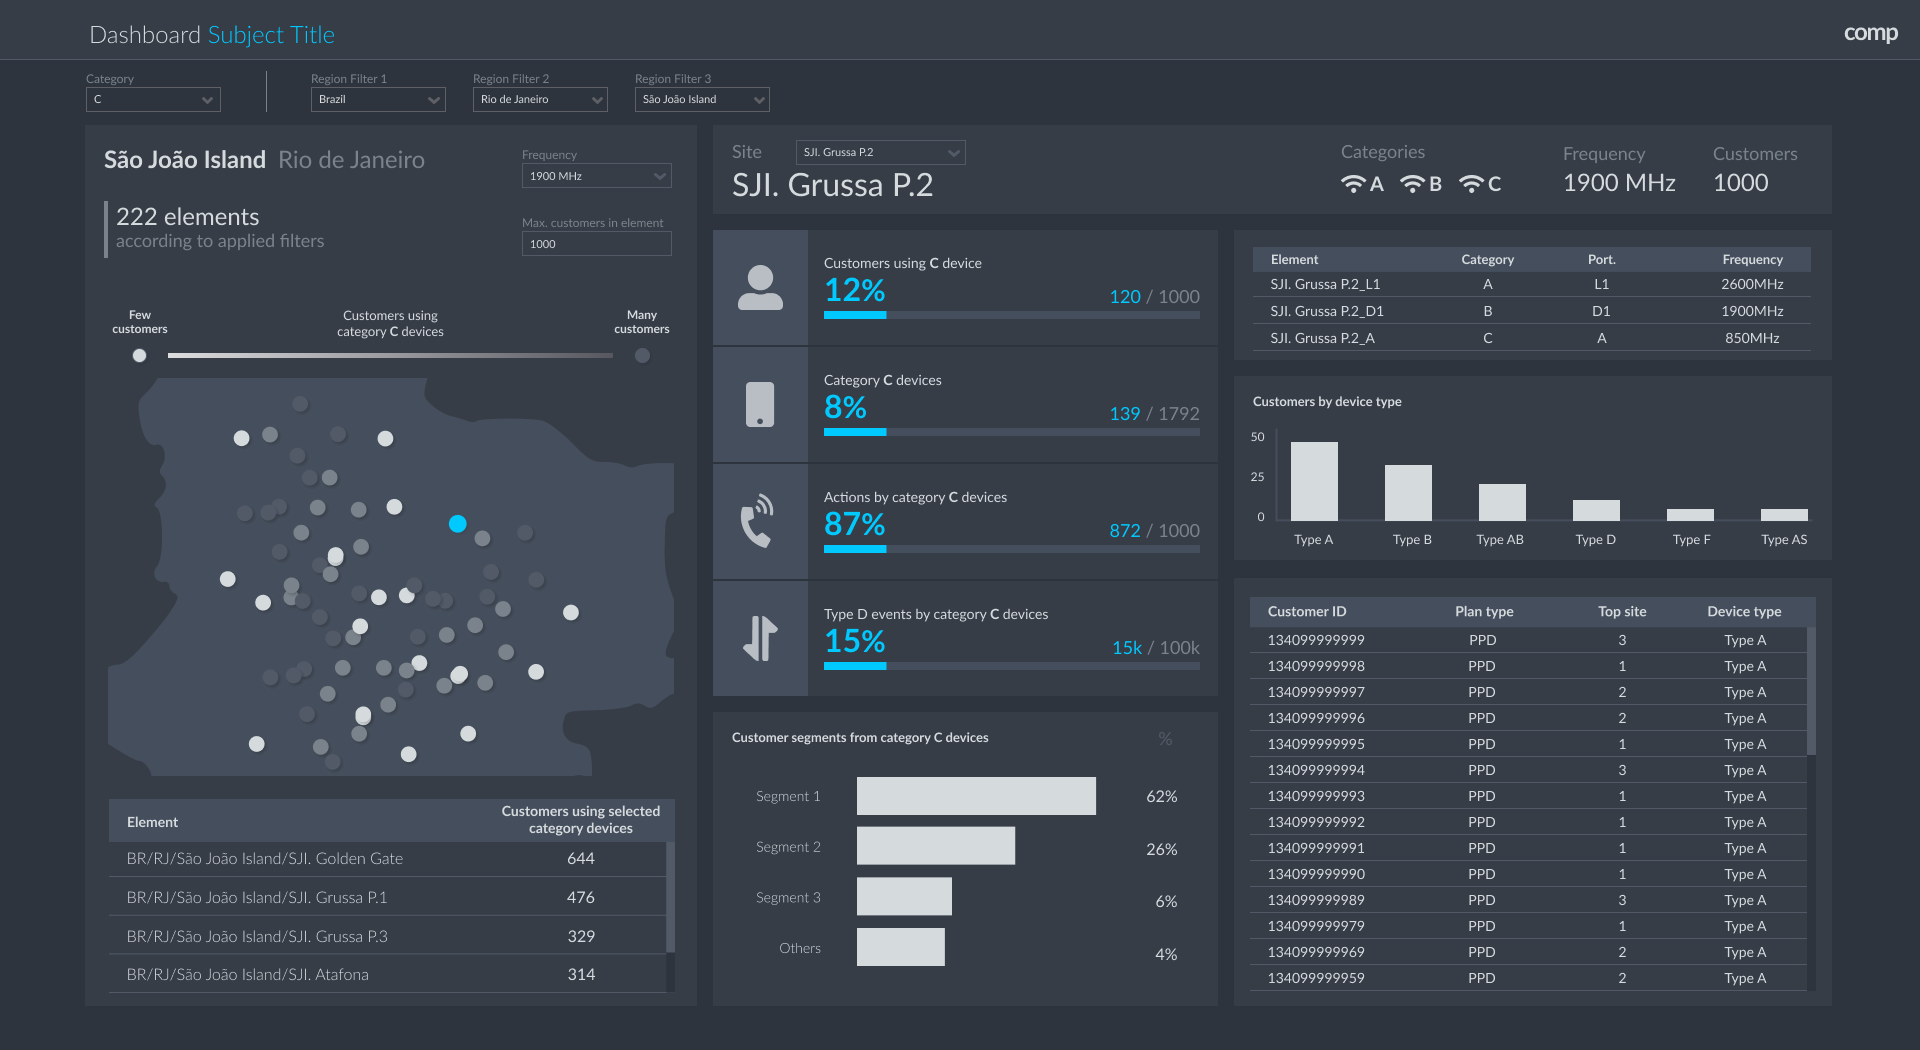 Dashboard Subject Title
comp
Category
C
Region Filter 1
Brazil
Region Filter 2
Rio de Janeiro
Region Filter 3
São João Island
São João Island Rio de Janeiro
Frequency
1900 MHz
222 elements
according to applied filters
Max. customers in element
1000
Few
customers
Customers using
category C devices
Many
customers
Element
Customers using selected
category devices
BR/RJ/São João Island/SJI. Golden Gate 644
BR/RJ/São João Island/SJI. Grussa P.1 476
BR/RJ/São João Island/SJI. Grussa P.3 329
BR/RJ/São João Island/SJI. Atafona 314
Site
SJI. Grussa P.2
SJI. Grussa P.2
Categories
A B C
Frequency
1900 MHz
Customers
1000
Customers using C device
12%
120 / 1000
Category C devices
8%
139 / 1792
Actions by category C devices
87%
872 / 1000
Type D events by category C devices
15%
15k / 100k
Customer segments from category C devices %
Segment 1 62%
Segment 2 26%
Segment 3 6%
Others 4%
Element Category Port. Frequency
SJI. Grussa P.2_L1 A L1 2600MHz
SJI. Grussa P.2_D1 B D1 1900MHz
SJI. Grussa P.2_A C A 850MHz
Customers by device type
50
25
0
Type A Type B Type AB Type D Type F Type AS
Customer ID Plan type Top site Device type
134099999999 PPD 3 Type A
134099999998 PPD 1 Type A
134099999997 PPD 2 Type A
134099999996 PPD 2 Type A
134099999995 PPD 1 Type A
134099999994 PPD 3 Type A
134099999993 PPD 1 Type A
134099999992 PPD 1 Type A
134099999991 PPD 1 Type A
134099999990 PPD 1 Type A
134099999989 PPD 3 Type A
134099999979 PPD 1 Type A
134099999969 PPD 2 Type A
134099999959 PPD 2 Type A